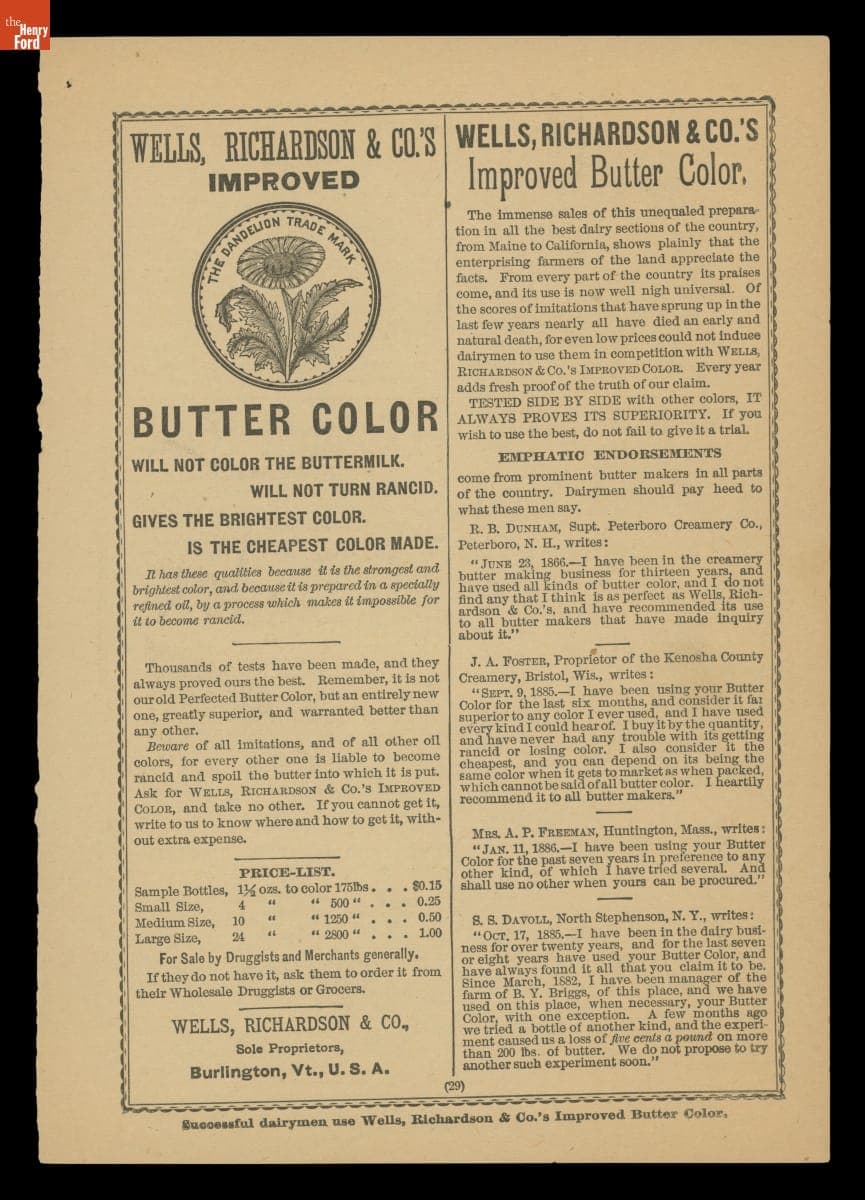 the
Henry
Ford
WELLS, RICHARDSON & CO.'S
IMPROVED
THE DANDELION TRADE MARK
BUTTER COLOR
WILL NOT COLOR THE BUTTERMILK.
WILL NOT TURN RANCID.
GIVES THE BRIGHTEST COLOR.
IS THE CHEAPEST COLOR MADE.
It has these qualities because it is the strongest and
brightest color, and because it is prepared in a specially
refined oil, by a process which makes it impossible for
it to become rancid.
Thousands of tests have been made, and they
always proved ours the best. Remember, it is not
our old Perfected Butter Color, but an entirely new
one, greatly superior, and warranted better than
any other.
Beware of all imitations, and of all other oil
colors, for every other one is liable to become
rancid and spoil the butter into which it is put.
Ask for WELLS, RICHARDSON & CO.'S IMPROVED
COLOR, and take no other. If you cannot get it,
write to us to know where and how to get it, with-
out extra expense.
PRICE-LIST.
Sample Bottles, 1½ ozs. to color 175lbs. . . $0.15
Small Size, 4 " " 500 " . . . 0.25
Medium Size, 10 " " 1250 " . . . 0.50
Large Size, 24 " " 2800 " . . . 1.00
For Sale by Druggists and Merchants generally.
If they do not have it, ask them to order it from
their Wholesale Druggists or Grocers.
WELLS, RICHARDSON & CO.,
Sole Proprietors,
Burlington, Vt., U. S. A.
WELLS, RICHARDSON & CO.'S
Improved Butter Color.
The immense sales of this unequaled prepara-
tion in all the best dairy sections of the country,
from Maine to California, shows plainly that the
enterprising farmers of the land appreciate the
facts. From every part of the country its praises
come, and its use is now well nigh universal. Of
the scores of imitations that have sprung up in the
last few years nearly all have died an early and
natural death, for even low prices could not induce
dairymen to use them in competition with WELLS,
RICHARDSON & CO.'S IMPROVED COLOR. Every year
adds fresh proof of the truth of our claim.
TESTED SIDE BY SIDE with other colors, IT
ALWAYS PROVES ITS SUPERIORITY. If you
wish to use the best, do not fail to give it a trial.
EMPHATIC ENDORSEMENTS
come from prominent butter makers in all parts
of the country. Dairymen should pay heed to
what these men say.
R. B. DUNHAM, Supt. Peterboro Creamery Co.,
Peterboro, N. H., writes:
"JUNE 23, 1866.—I have been in the creamery
butter making business for thirteen years, and
have used all kinds of butter color, and I do not
find any that I think is as perfect as Wells, Rich-
ardson & Co.'s, and have recommended its use
to all butter makers that have made inquiry
about it."
J. A. FOSTER, Proprietor of the Kenosha County
Creamery, Bristol, Wis., writes:
"SEPT. 9, 1885.—I have been using your Butter
Color for the last six months, and consider it far
superior to any color I ever used, and I have used
every kind I could hear of. I buy it by the quantity,
and have never had any trouble with its getting
rancid or losing color. I also consider it the
cheapest, and you can depend on its being the
same color when it gets to market as when packed,
which cannot be said of all butter color. I heartily
recommend it to all butter makers."
MRS. A. P. FREEMAN, Huntington, Mass., writes:
"JAN. 11, 1886.—I have been using your Butter
Color for the past seven years in preference to any
other kind, of which I have tried several. And
shall use no other when yours can be procured."
S. S. DAVOLL, North Stephenson, N. Y., writes:
"OCT. 17, 1885.—I have been in the dairy busi-
ness for over twenty years, and for the last seven
or eight years have used your Butter Color, and
have always found it all that you claim it to be.
Since March, 1882, I have been manager of the
farm of B. Y. Briggs, of this place, and we have
used on this place, when necessary, your Butter
Color, with one exception. A few months ago
we tried a bottle of another kind, and the experi-
ment caused us a loss of five cents a pound on more
than 200 lbs. of butter. We do not propose to try
another such experiment soon."
(29)
Successful dairymen use Wells, Richardson & Co.'s Improved Butter Color.